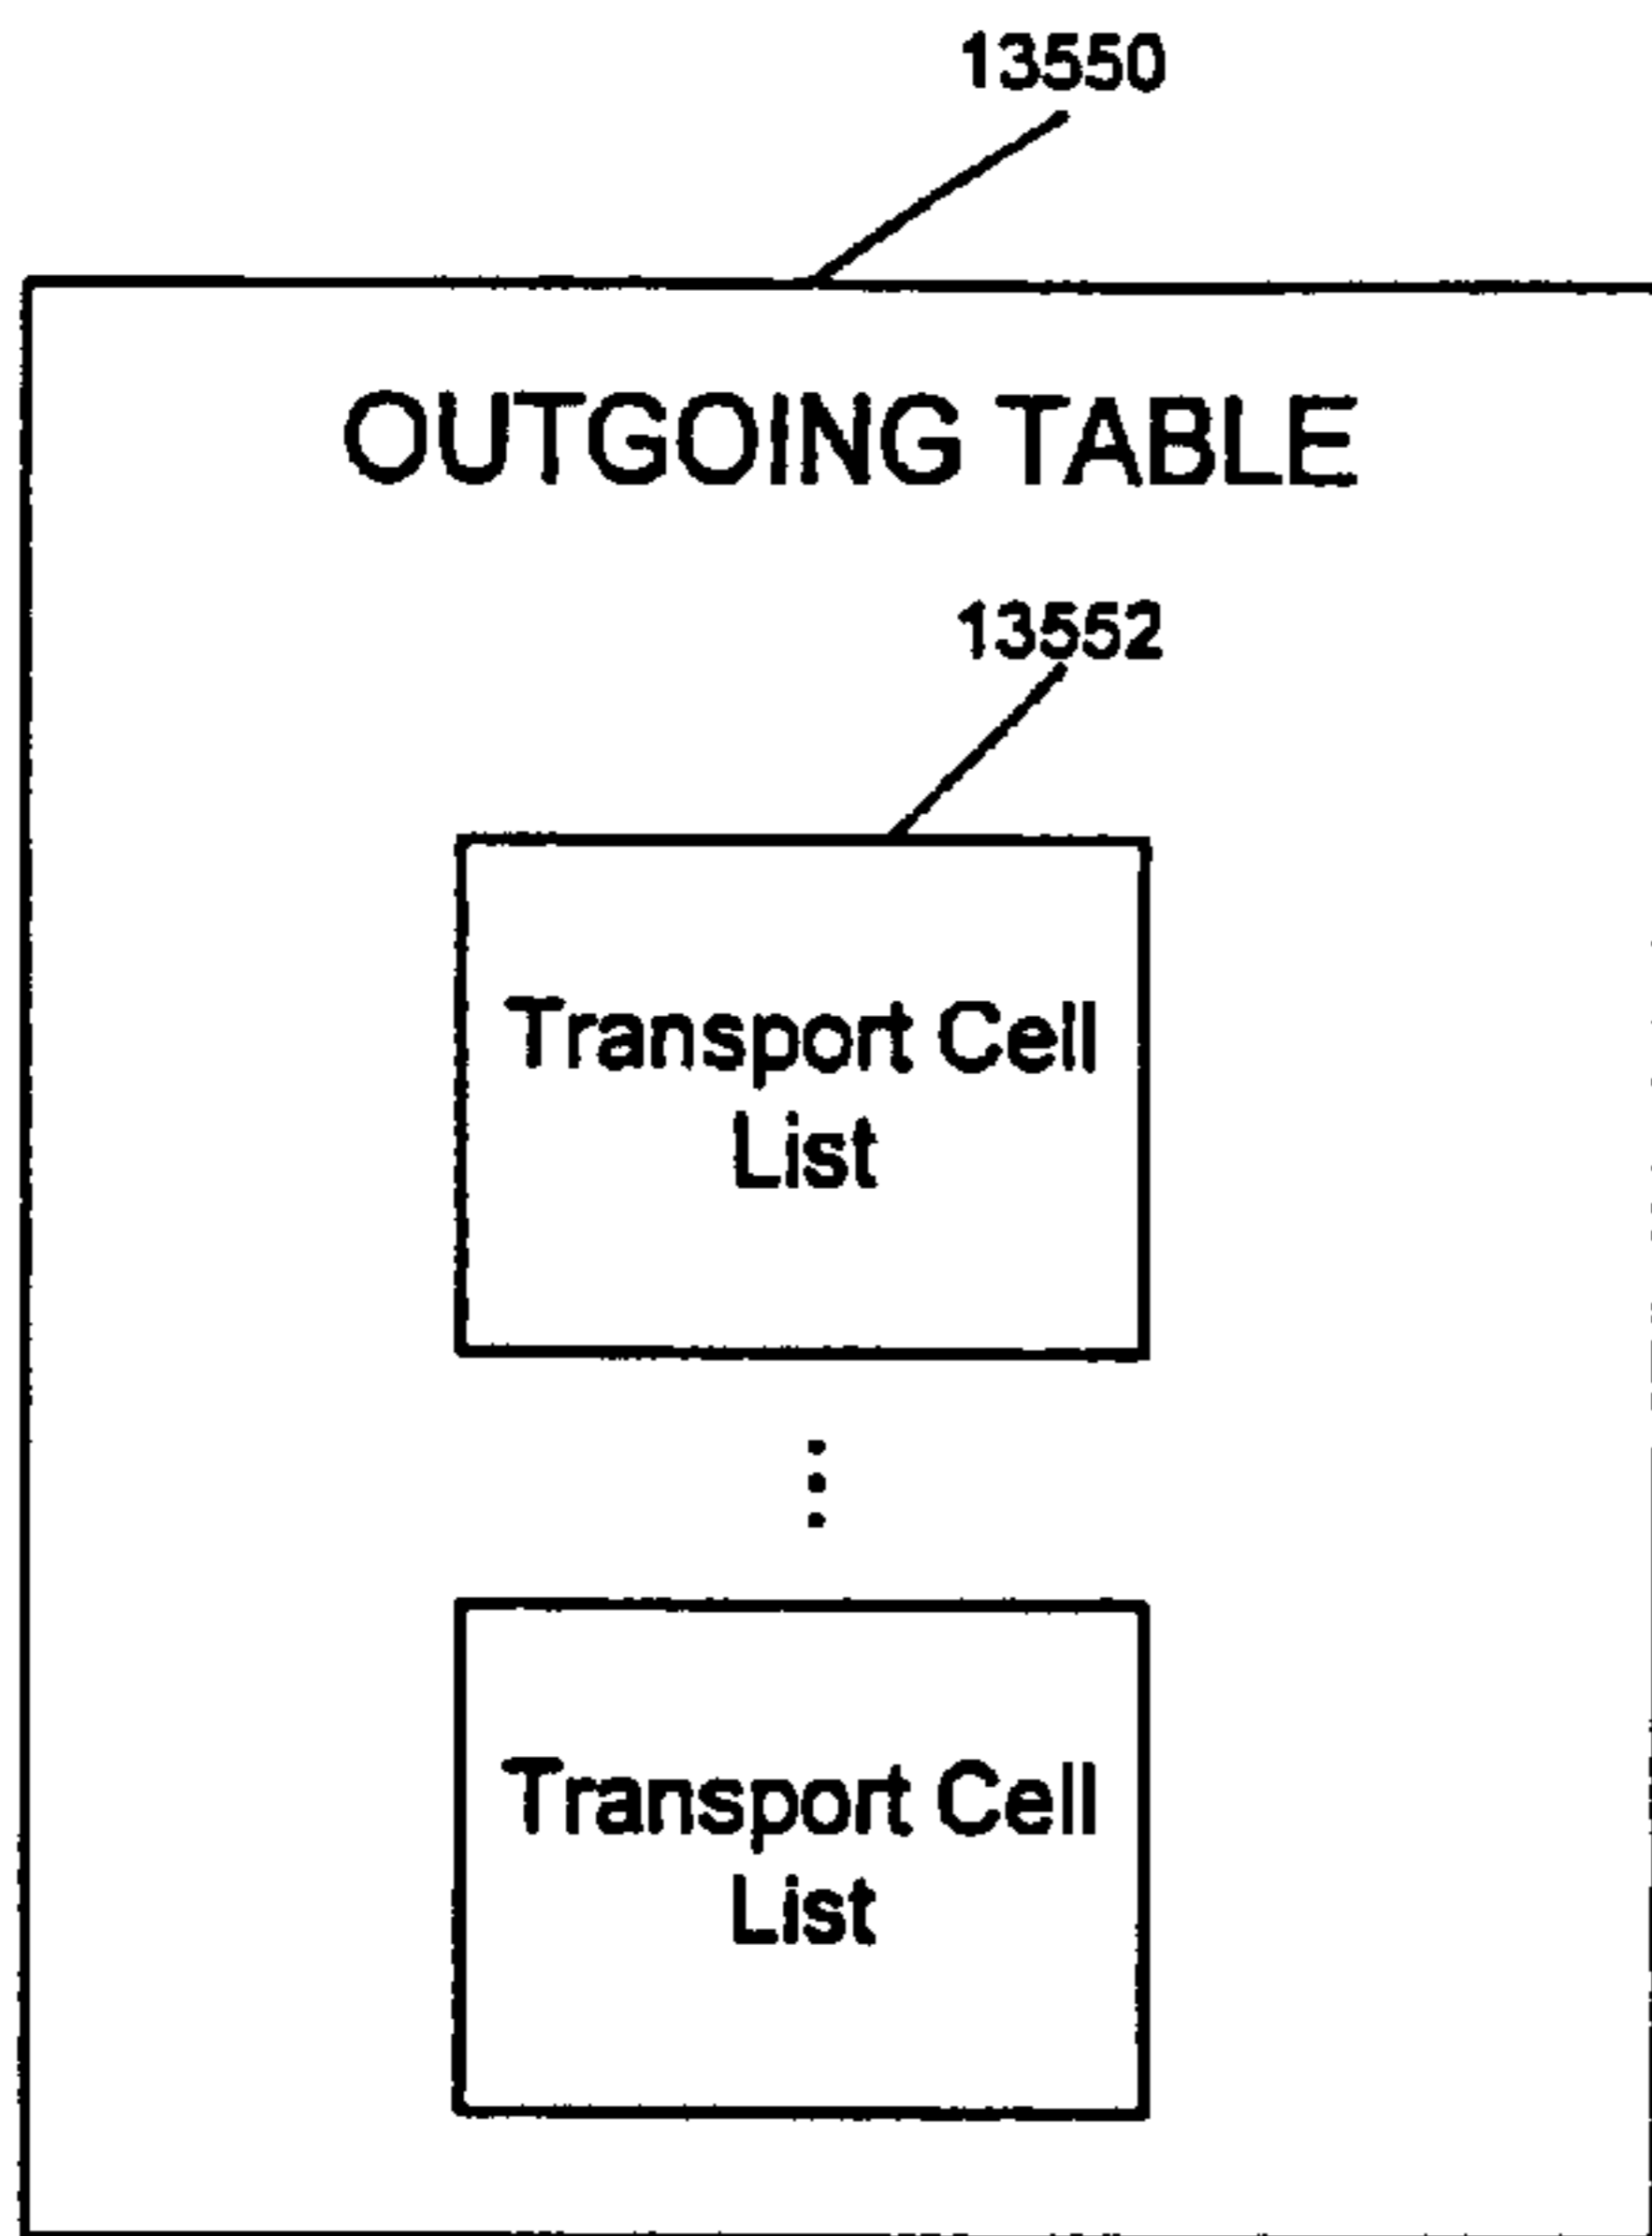 13550
OUTGOING TABLE
13552
Transport Cell
List
Transport Cell
List